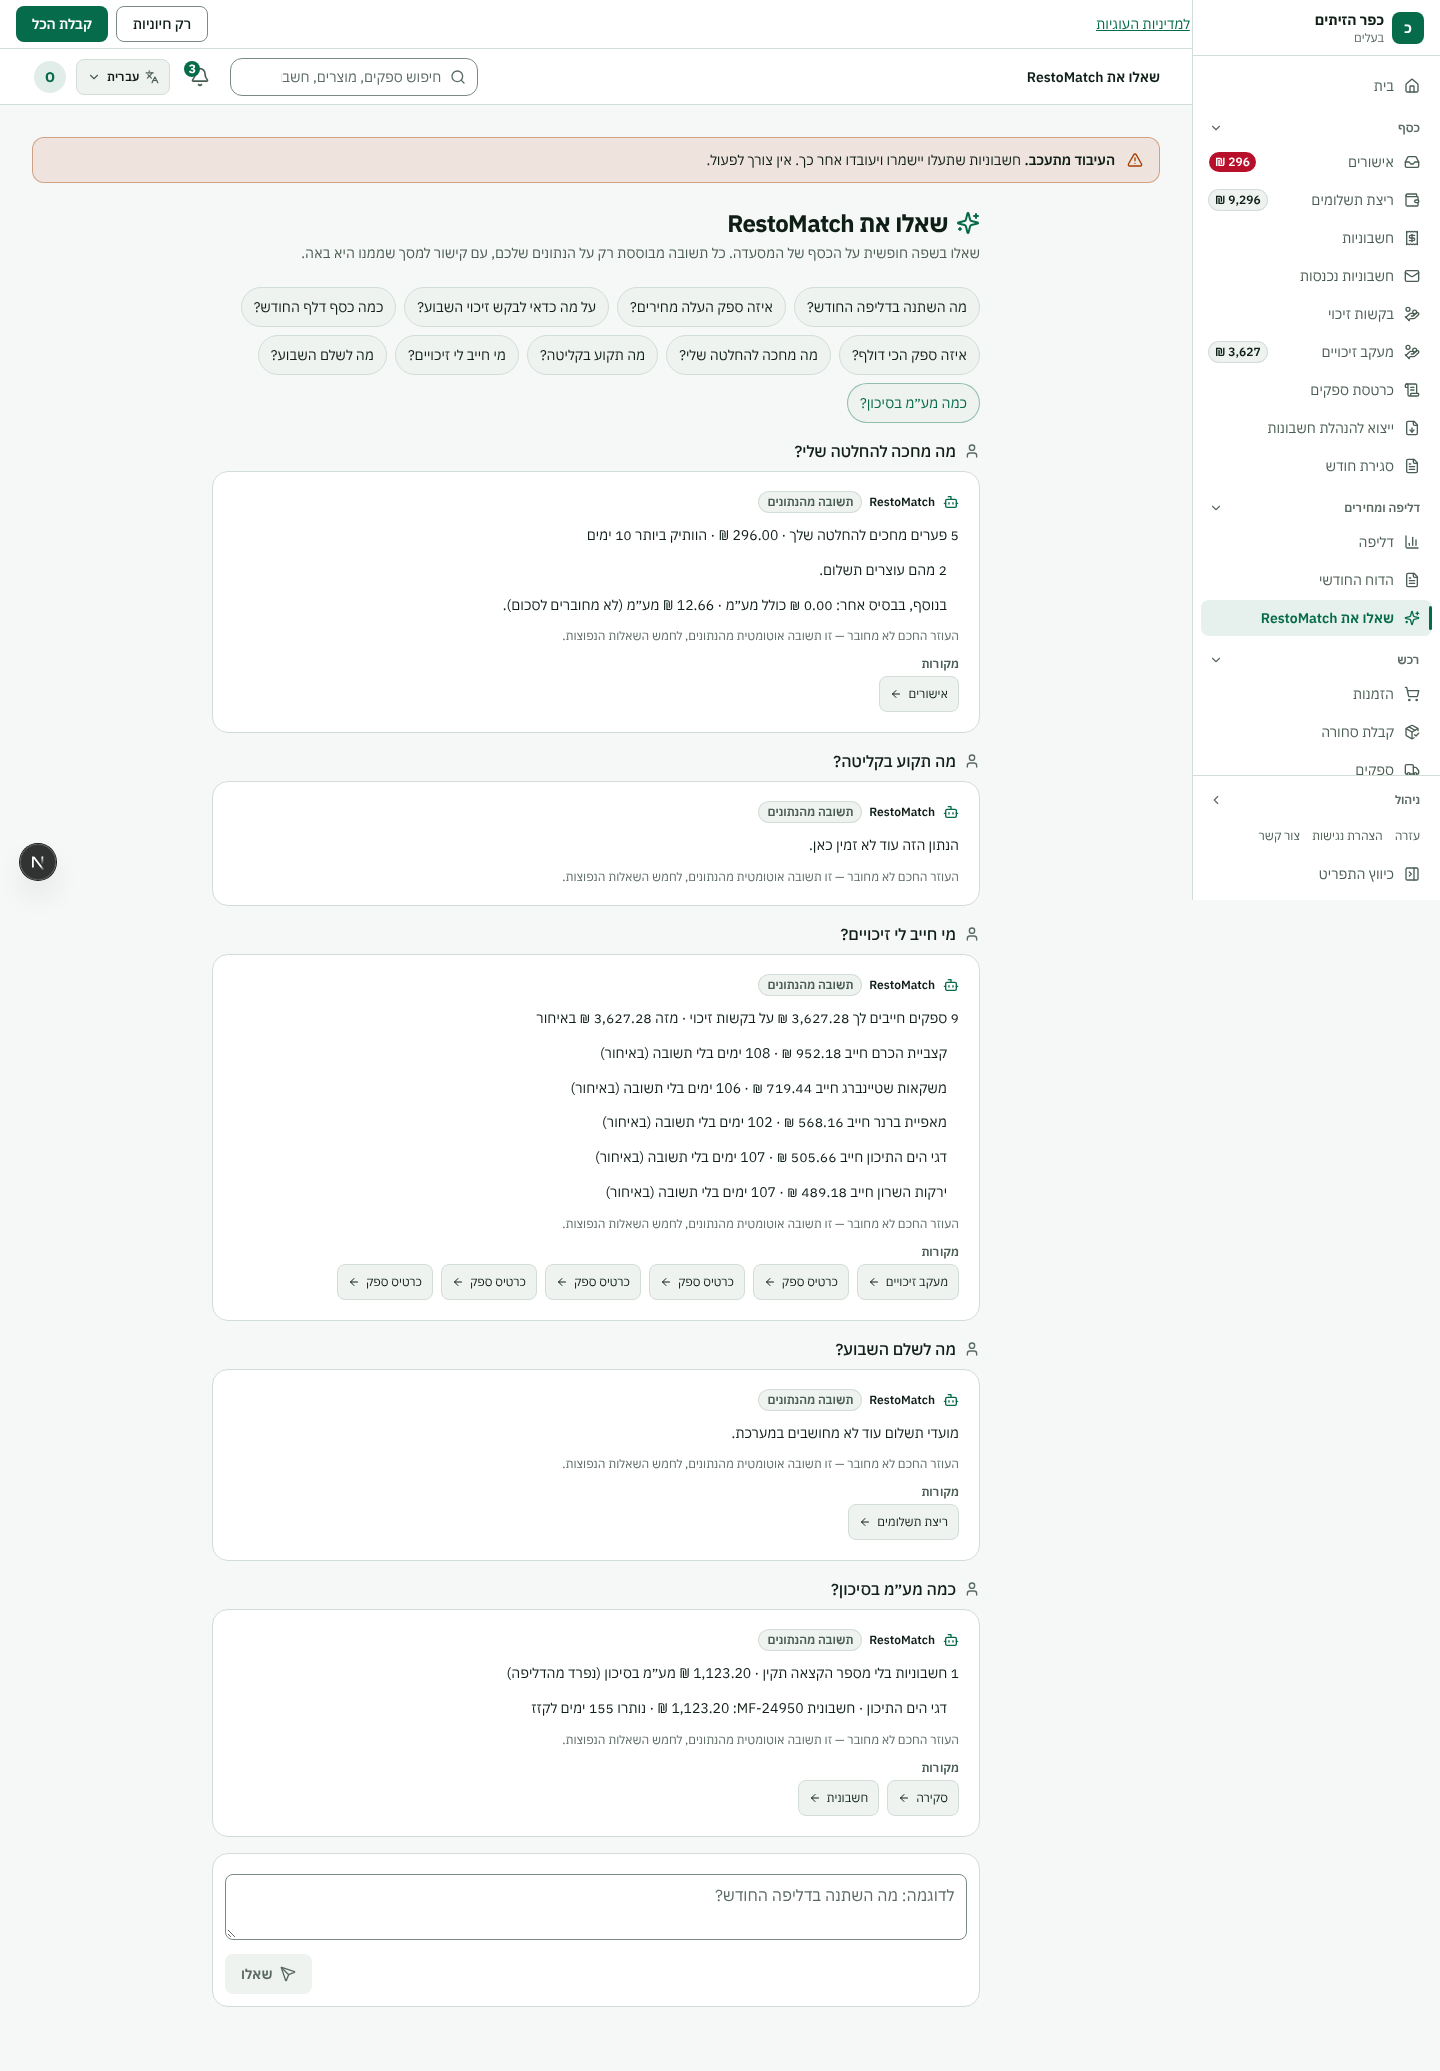 כ
כפר הזיתים
בעלים
למדיניות העוגיות
רק חיוניות
קבלת הכל
שאלו את RestoMatch
חיפוש ספקים, מוצרים, חשב
3
עברית
O
בית
כסף
אישורים
296 ₪
ריצת תשלומים
9,296 ₪
חשבוניות
חשבוניות נכנסות
בקשות זיכוי
מעקב זיכויים
3,627 ₪
כרטסת ספקים
ייצוא להנהלת חשבונות
סגירת חודש
דליפה ומחירים
דליפה
הדוח החודשי
שאלו את RestoMatch
רכש
הזמנות
קבלת סחורה
ספקים
ניהול
עזרה
הצהרת נגישות
צור קשר
כיווץ התפריט
העיבוד מתעכב. חשבוניות שתעלו יישמרו ויעובדו אחר כך. אין צורך לפעול.
שאלו את RestoMatch
שאלו בשפה חופשית על הכסף של המסעדה. כל תשובה מבוססת רק על הנתונים שלכם, עם קישור למסך שממנו היא באה.
מה השתנה בדליפה החודש?
איזה ספק העלה מחירים?
על מה כדאי לבקש זיכוי השבוע?
כמה כסף דלף החודש?
איזה ספק הכי דולף?
מה מחכה להחלטה שלי?
מה תקוע בקליטה?
מי חייב לי זיכויים?
מה לשלם השבוע?
כמה מע״מ בסיכון?
מה מחכה להחלטה שלי?
RestoMatch
תשובה מהנתונים
5 פערים מחכים להחלטה שלך · 296.00 ₪ · הוותיק ביותר 10 ימים
2 מהם עוצרים תשלום.
בנוסף, בבסיס אחר: 0.00 ₪ כולל מע״מ · 12.66 ₪ מע״מ (לא מחוברים לסכום).
העוזר החכם לא מחובר — זו תשובה אוטומטית מהנתונים, לחמש השאלות הנפוצות.
מקורות
אישורים
מה תקוע בקליטה?
RestoMatch
תשובה מהנתונים
הנתון הזה עוד לא זמין כאן.
העוזר החכם לא מחובר — זו תשובה אוטומטית מהנתונים, לחמש השאלות הנפוצות.
מי חייב לי זיכויים?
RestoMatch
תשובה מהנתונים
9 ספקים חייבים לך 3,627.28 ₪ על בקשות זיכוי · מזה 3,627.28 ₪ באיחור
קצביית הכרם חייב 952.18 ₪ · 108 ימים בלי תשובה (באיחור)
משקאות שטיינברג חייב 719.44 ₪ · 106 ימים בלי תשובה (באיחור)
מאפיית ברנר חייב 568.16 ₪ · 102 ימים בלי תשובה (באיחור)
דגי הים התיכון חייב 505.66 ₪ · 107 ימים בלי תשובה (באיחור)
ירקות השרון חייב 489.18 ₪ · 107 ימים בלי תשובה (באיחור)
העוזר החכם לא מחובר — זו תשובה אוטומטית מהנתונים, לחמש השאלות הנפוצות.
מקורות
מעקב זיכויים
כרטיס ספק
כרטיס ספק
כרטיס ספק
כרטיס ספק
כרטיס ספק
מה לשלם השבוע?
RestoMatch
תשובה מהנתונים
מועדי תשלום עוד לא מחושבים במערכת.
העוזר החכם לא מחובר — זו תשובה אוטומטית מהנתונים, לחמש השאלות הנפוצות.
מקורות
ריצת תשלומים
כמה מע״מ בסיכון?
RestoMatch
תשובה מהנתונים
1 חשבוניות בלי מספר הקצאה תקין · 1,123.20 ₪ מע״מ בסיכון (נפרד מהדליפה)
דגי הים התיכון · חשבונית MF-24950: 1,123.20 ₪ · נותרו 155 ימים לקזז
העוזר החכם לא מחובר — זו תשובה אוטומטית מהנתונים, לחמש השאלות הנפוצות.
מקורות
סקירה
חשבונית
לדוגמה: מה השתנה בדליפה החודש?
שאלו
N